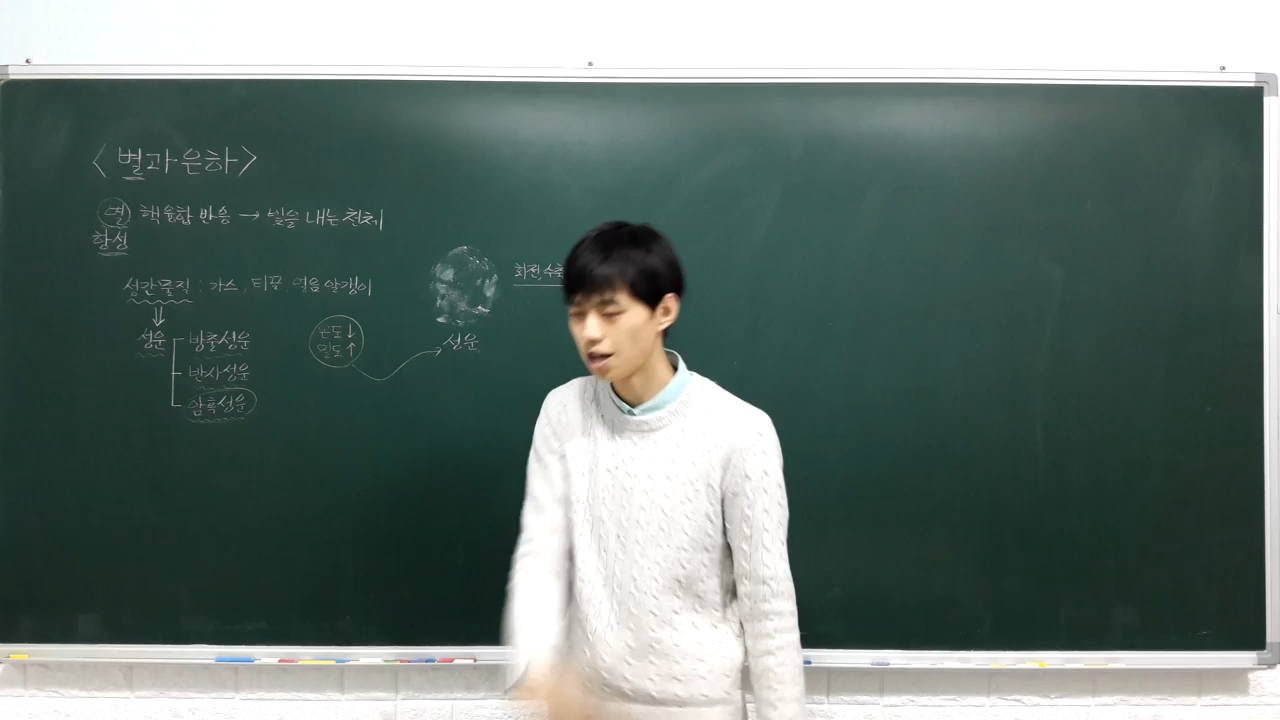 <별과 은하>
별 핵융합 반응 → 빛을 내는 천체
항성
성간물질 : 가스, 티끌, 얼음 알갱이
성운
방출성운
반사성운
암흑성운
온도↓
밀도↑
성운
회전, 수축